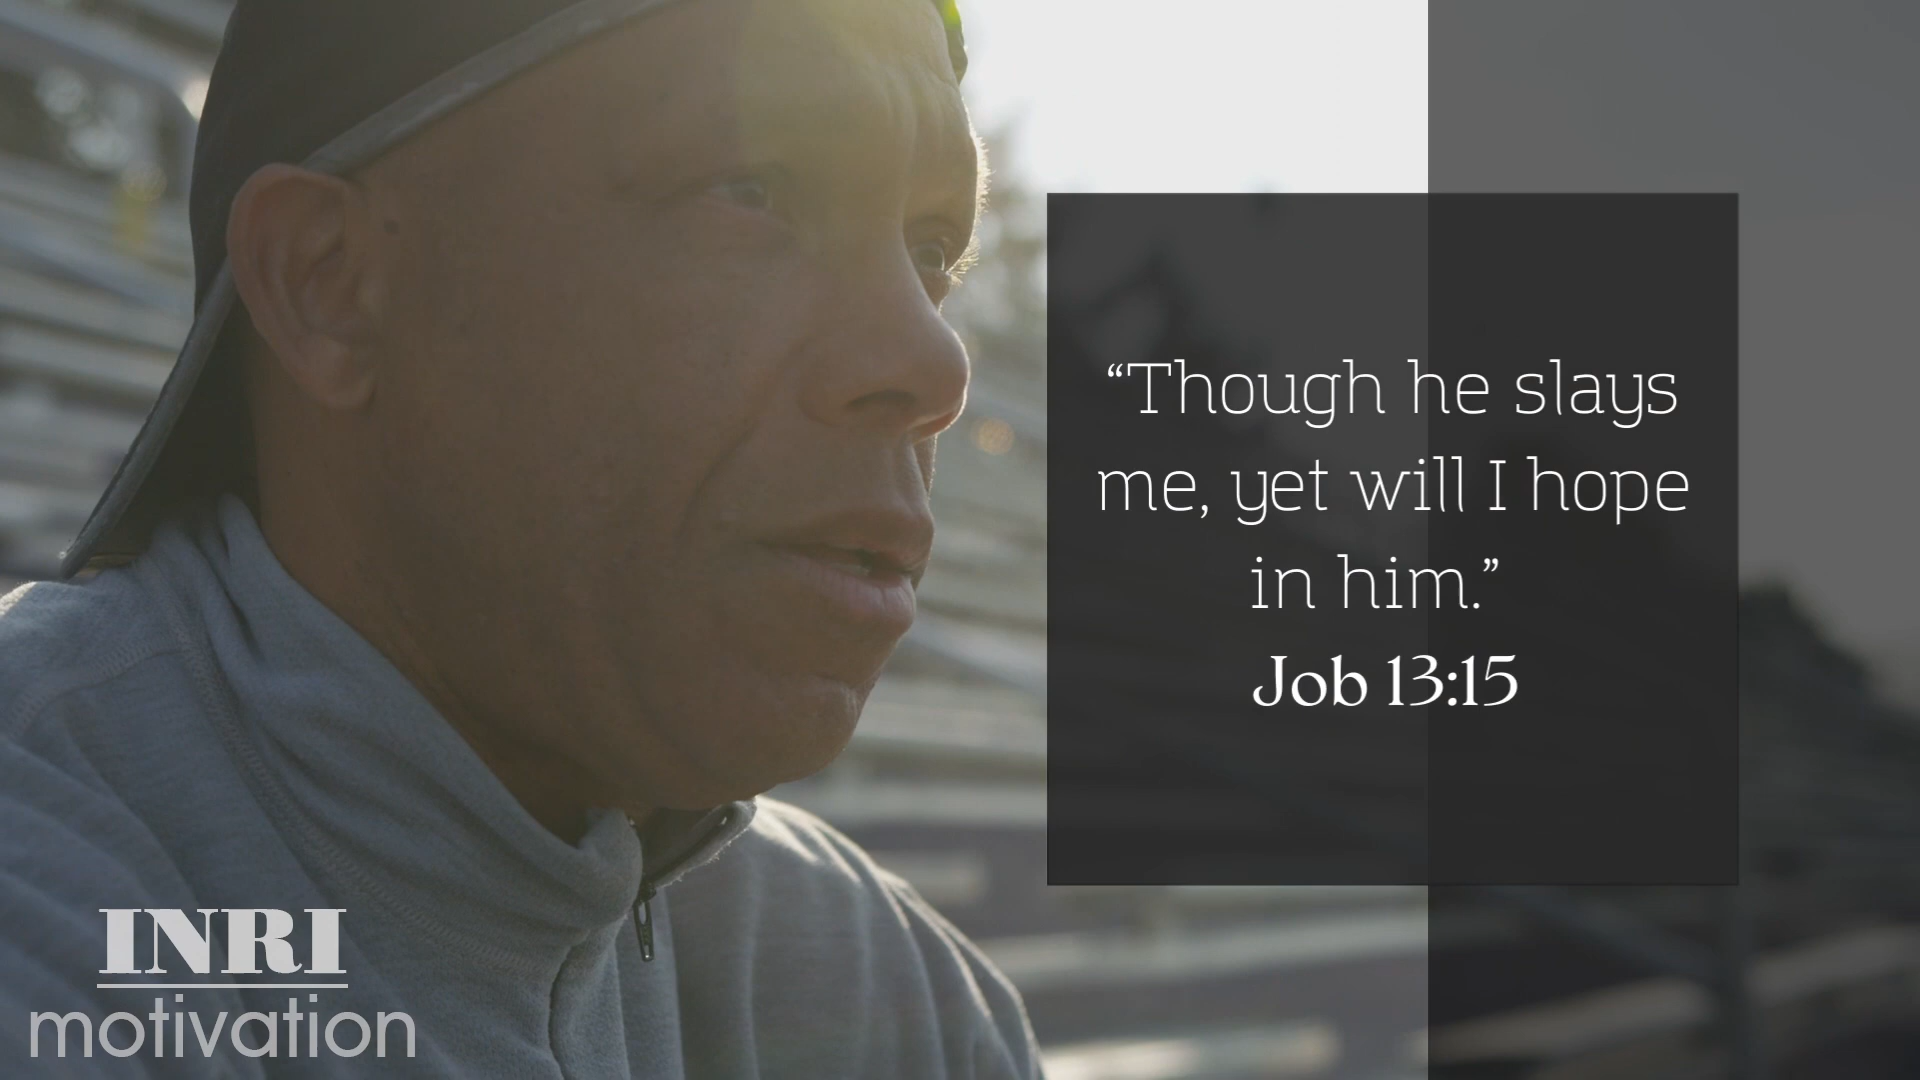 “Though he slays
me, yet will I hope
in him.”
Job 13:15
INRI
motivation